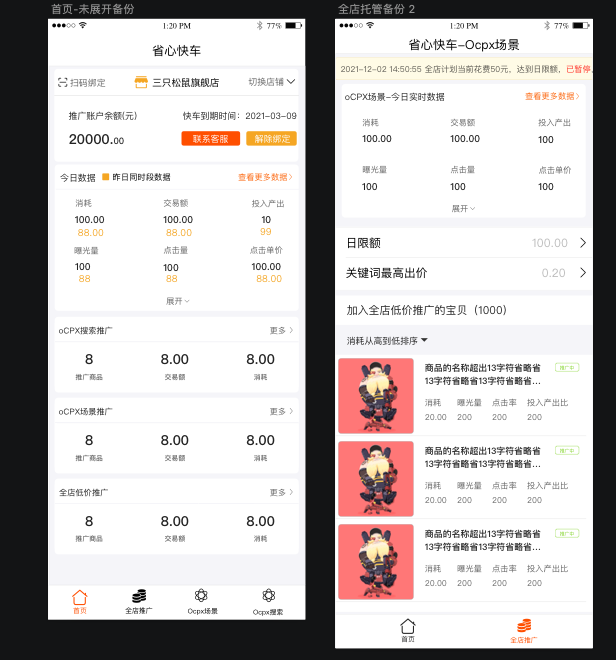 首页-未展开备份
1:20 PM
77%
省心快车
扫码绑定
三只松鼠旗舰店
切换店铺
推广账户余额(元)
快车到期时间：2021-03-09
20000.00
联系客服
解除绑定
今日数据
昨日同时段数据
查看更多数据
消耗 交易额 投入产出
100.00 100.00 10
88.00 88.00 99
曝光量 点击量 点击单价
100 100 100.00
88 88 88.00
展开
oCPX搜索推广 更多
8 8.00 8.00
推广商品 交易额 消耗
oCPX场景推广 更多
8 8.00 8.00
推广商品 交易额 消耗
全店低价推广 更多
8 8.00 8.00
推广商品 交易额 消耗
首页 全店推广 Ocpx场景 Ocpx搜索
全店托管备份 2
1:20 PM
77%
省心快车-Ocpx场景
2021-12-02 14:50:55 全店计划当前花费50元，达到日限额，已暂停，
oCPX场景-今日实时数据
查看更多数据
消耗 交易额 投入产出
100.00 100.00 100
曝光量 点击量 点击单价
100 100 100
展开
日限额 100.00
关键词最高出价 0.20
加入全店低价推广的宝贝（1000）
消耗从高到低排序
商品的名称超出13字符省略省
13字符省略省13字符省略省...
推广中
消耗 曝光量 点击率 投入产出比
20.00 200 200 200
商品的名称超出13字符省略省
13字符省略省13字符省略省...
推广中
消耗 曝光量 点击率 投入产出比
20.00 200 200 200
商品的名称超出13字符省略省
13字符省略省13字符省略省...
推广中
消耗 曝光量 点击率 投入产出比
20.00 200 200 200
首页 全店推广